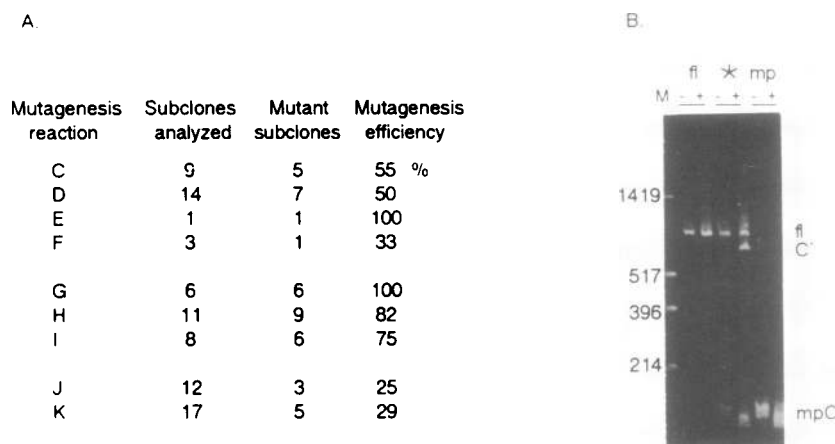 A.
Mutagenesis reaction Subclones analyzed Mutant subclones Mutagenesis efficiency
C 9 5 55 %
D 14 7 50
E 1 1 100
F 3 1 33
G 6 6 100
H 11 9 82
I 8 6 75
J 12 3 25
K 17 5 29
B.
fl * mp
M - + - + - +
1419
517
396
214
fl
C'
mpC